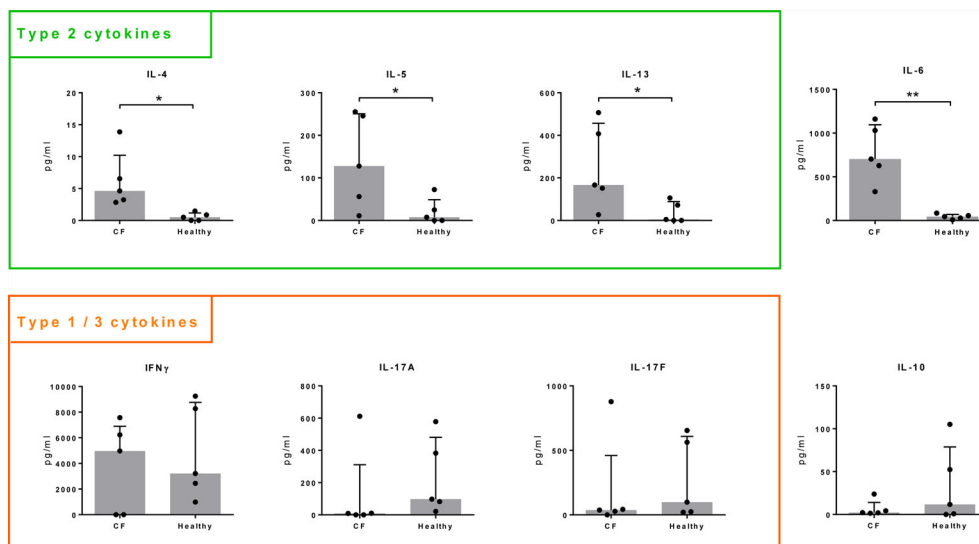 Type 2 cytokines
IL-4
20
15
10
5
0
pg/ml
*
CF Healthy
IL-5
300
200
100
0
pg/ml
*
CF Healthy
IL-13
600
400
200
0
pg/ml
*
CF Healthy
IL-6
1500
1000
500
0
pg/ml
**
CF Healthy
Type 1 / 3 cytokines
IFNγ
10000
8000
6000
4000
2000
0
pg/ml
CF Healthy
IL-17A
800
600
400
200
0
pg/ml
CF Healthy
IL-17F
1000
500
0
pg/ml
CF Healthy
IL-10
150
100
50
0
pg/ml
CF Healthy